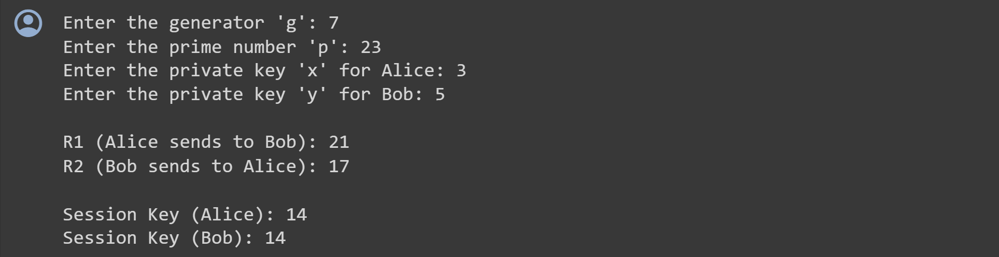 Enter the generator 'g': 7
Enter the prime number 'p': 23
Enter the private key 'x' for Alice: 3
Enter the private key 'y' for Bob: 5
R1 (Alice sends to Bob): 21
R2 (Bob sends to Alice): 17
Session Key (Alice): 14
Session Key (Bob): 14